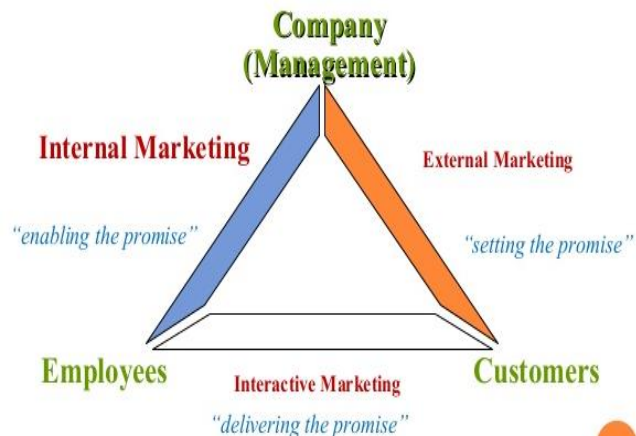 Company
(Management)
Internal Marketing
External Marketing
“enabling the promise”
“setting the promise”
Employees
Interactive Marketing
Customers
“delivering the promise”